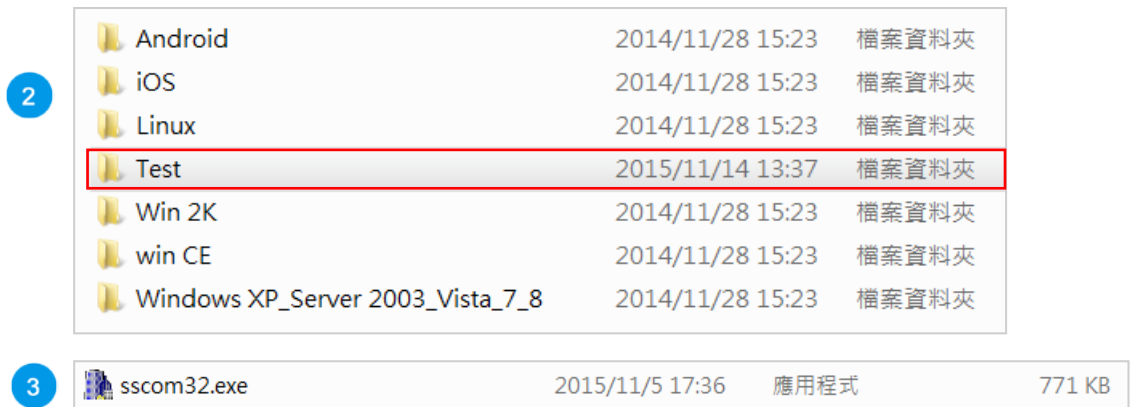 Android 2014/11/28 15:23 檔案資料夾
2 iOS 2014/11/28 15:23 檔案資料夾
Linux 2014/11/28 15:23 檔案資料夾
Test 2015/11/14 13:37 檔案資料夾
Win 2K 2014/11/28 15:23 檔案資料夾
win CE 2014/11/28 15:23 檔案資料夾
Windows XP_Server 2003_Vista_7_8 2014/11/28 15:23 檔案資料夾
3 sscom32.exe 2015/11/5 17:36 應用程式 771 KB